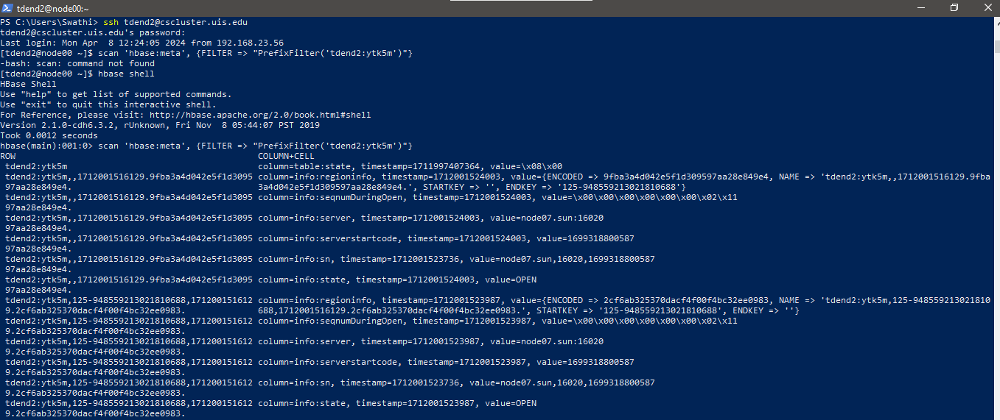 tdend2@node00:~
PS C:\Users\Swathi> ssh tdend2@cscluster.uis.edu
tdend2@cscluster.uis.edu's password:
Last login: Mon Apr  8 12:24:05 2024 from 192.168.23.56
[tdend2@node00 ~]$ scan 'hbase:meta', {FILTER => "PrefixFilter('tdend2:ytk5m')"}
-bash: scan: command not found
[tdend2@node00 ~]$ hbase shell
HBase Shell
Use "help" to get list of supported commands.
Use "exit" to quit this interactive shell.
For Reference, please visit: http://hbase.apache.org/2.0/book.html#shell
Version 2.1.0-cdh6.3.2, rUnknown, Fri Nov  8 05:44:07 PST 2019
Took 0.0012 seconds
hbase(main):001:0> scan 'hbase:meta', {FILTER => "PrefixFilter('tdend2:ytk5m')"}
ROW                                                COLUMN+CELL
 tdend2:ytk5m                                      column=table:state, timestamp=1711997407364, value=\x08\x00
 tdend2:ytk5m,,1712001516129.9fba3a4d042e5f1d3095 column=info:regioninfo, timestamp=1712001524003, value={ENCODED => 9fba3a4d042e5f1d309597aa28e849e4, NAME => 'tdend2:ytk5m,,1712001516129.9fba
 97aa28e849e4.                                     3a4d042e5f1d309597aa28e849e4.', STARTKEY => '', ENDKEY => '125-948559213021810688'}
 tdend2:ytk5m,,1712001516129.9fba3a4d042e5f1d3095 column=info:seqnumDuringOpen, timestamp=1712001524003, value=\x00\x00\x00\x00\x00\x00\x02\x11
 97aa28e849e4.
 tdend2:ytk5m,,1712001516129.9fba3a4d042e5f1d3095 column=info:server, timestamp=1712001524003, value=node07.sun:16020
 97aa28e849e4.
 tdend2:ytk5m,,1712001516129.9fba3a4d042e5f1d3095 column=info:serverstartcode, timestamp=1712001524003, value=1699318800587
 97aa28e849e4.
 tdend2:ytk5m,,1712001516129.9fba3a4d042e5f1d3095 column=info:sn, timestamp=1712001523736, value=node07.sun,16020,1699318800587
 97aa28e849e4.
 tdend2:ytk5m,,1712001516129.9fba3a4d042e5f1d3095 column=info:state, timestamp=1712001524003, value=OPEN
 97aa28e849e4.
 tdend2:ytk5m,125-948559213021810688,171200151612 column=info:regioninfo, timestamp=1712001523987, value={ENCODED => 2cf6ab325370dacf4f00f4bc32ee0983, NAME => 'tdend2:ytk5m,125-948559213021810
 9.2cf6ab325370dacf4f00f4bc32ee0983.               688,1712001516129.2cf6ab325370dacf4f00f4bc32ee0983.', STARTKEY => '125-948559213021810688', ENDKEY => ''}
 tdend2:ytk5m,125-948559213021810688,171200151612 column=info:seqnumDuringOpen, timestamp=1712001523987, value=\x00\x00\x00\x00\x00\x00\x02\x11
 9.2cf6ab325370dacf4f00f4bc32ee0983.
 tdend2:ytk5m,125-948559213021810688,171200151612 column=info:server, timestamp=1712001523987, value=node07.sun:16020
 9.2cf6ab325370dacf4f00f4bc32ee0983.
 tdend2:ytk5m,125-948559213021810688,171200151612 column=info:serverstartcode, timestamp=1712001523987, value=1699318800587
 9.2cf6ab325370dacf4f00f4bc32ee0983.
 tdend2:ytk5m,125-948559213021810688,171200151612 column=info:sn, timestamp=1712001523736, value=node07.sun,16020,1699318800587
 9.2cf6ab325370dacf4f00f4bc32ee0983.
 tdend2:ytk5m,125-948559213021810688,171200151612 column=info:state, timestamp=1712001523987, value=OPEN
 9.2cf6ab325370dacf4f00f4bc32ee0983.